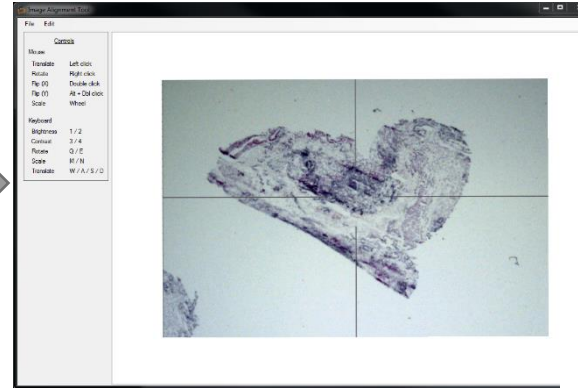 Image Alignment Tool
File Edit
Controls
Mouse
Translate Left click
Rotate Right click
Flip (X) Double click
Flip (Y) Alt + Dbl click
Scale Wheel
Keyboard
Brightness 1 / 2
Contrast 3 / 4
Rotate Q / E
Scale M / N
Translate W / A / S / D